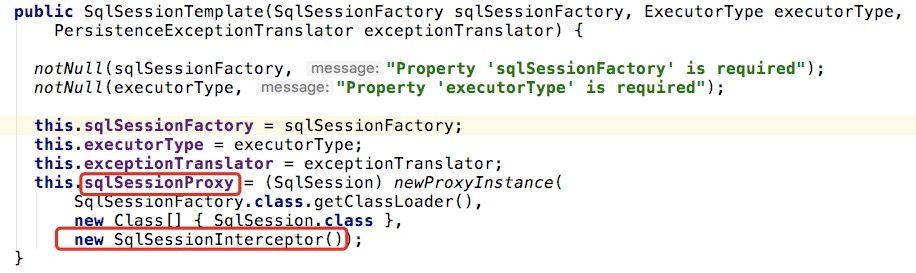 public SqlSessionTemplate(SqlSessionFactory sqlSessionFactory, ExecutorType executorType,
    PersistenceExceptionTranslator exceptionTranslator) {

  notNull(sqlSessionFactory, message: "Property 'sqlSessionFactory' is required");
  notNull(executorType, message: "Property 'executorType' is required");

  this.sqlSessionFactory = sqlSessionFactory;
  this.executorType = executorType;
  this.exceptionTranslator = exceptionTranslator;
  this.sqlSessionProxy = (SqlSession) newProxyInstance(
      SqlSessionFactory.class.getClassLoader(),
      new Class[] { SqlSession.class },
      new SqlSessionInterceptor());
}